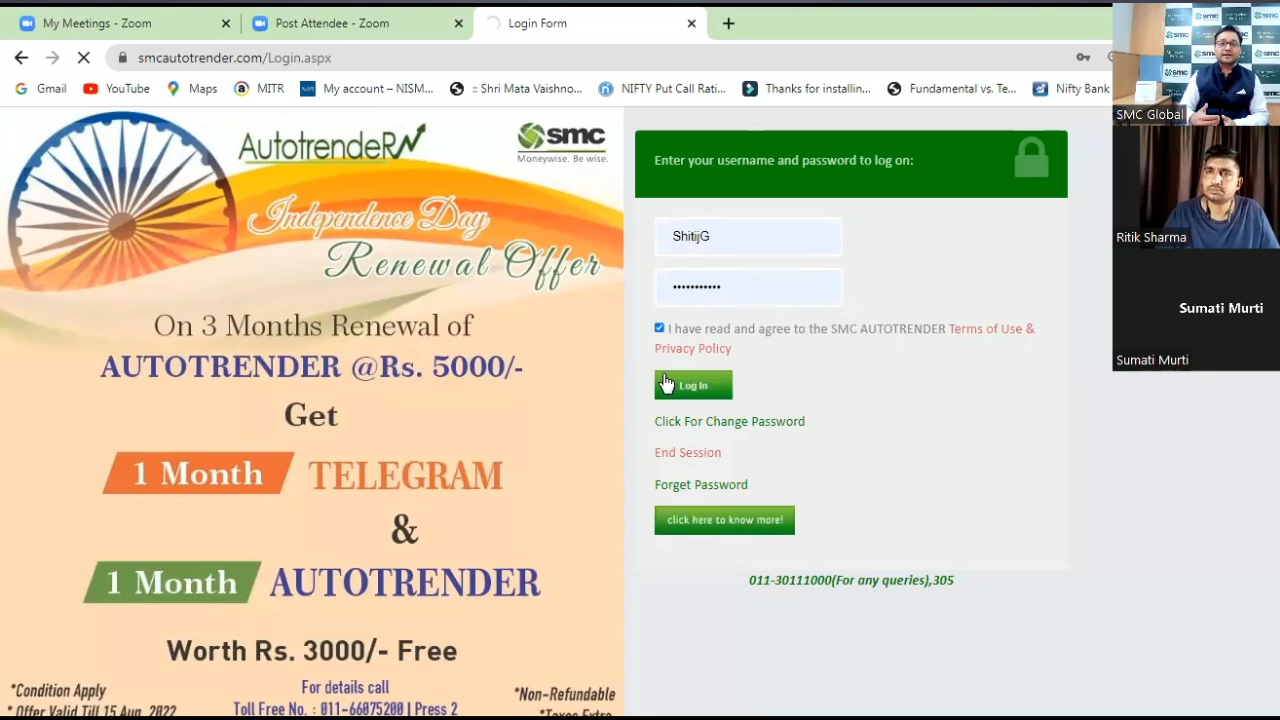 My Meetings - Zoom
Post Attendee - Zoom
Login Form
smcautotrender.com/Login.aspx
Gmail
YouTube
Maps
MITR
My account – NISM...
:: Shri Mata Vaishno...
NIFTY Put Call Rati...
Thanks for installin...
Fundamental vs. Te...
Nifty Bank
AutotrendeR
smc
Moneywise. Be wise.
Independence Day
Renewal Offer
On 3 Months Renewal of
AUTOTRENDER @Rs. 5000/-
Get
1 Month TELEGRAM
&
1 Month AUTOTRENDER
Worth Rs. 3000/- Free
*Condition Apply
* Offer Valid Till 15 Aug, 2022
For details call
Toll Free No. : 011-66075200 | Press 2
*Non-Refundable
*Taxes Extra
Enter your username and password to log on:
ShitijG
•••••••••••
I have read and agree to the SMC AUTOTRENDER Terms of Use &
Privacy Policy
Log In
Click For Change Password
End Session
Forget Password
click here to know more!
011-30111000(For any queries),305
SMC Global
Ritik Sharma
Sumati Murti
Sumati Murti